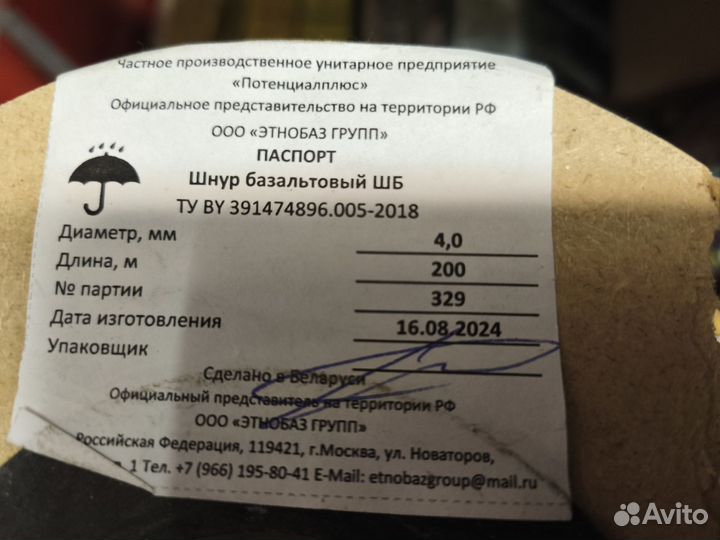 Частное производственное унитарное предприятие
«Потенциалплюс»
Официальное представительство на территории РФ
ООО «ЭТНОБАЗ ГРУПП»
ПАСПОРТ
Шнур базальтовый ШБ
ТУ BY 391474896.005-2018
Диаметр, мм 4,0
Длина, м 200
№ партии 329
Дата изготовления 16.08.2024
Упаковщик
Сделано в Беларуси
Официальный представитель на территории РФ
ООО «ЭТНОБАЗ ГРУПП»
Российская Федерация, 119421, г.Москва, ул. Новаторов,
1 Тел. +7 (966) 195-80-41 E-Mail: etnobazgroup@mail.ru
Avito